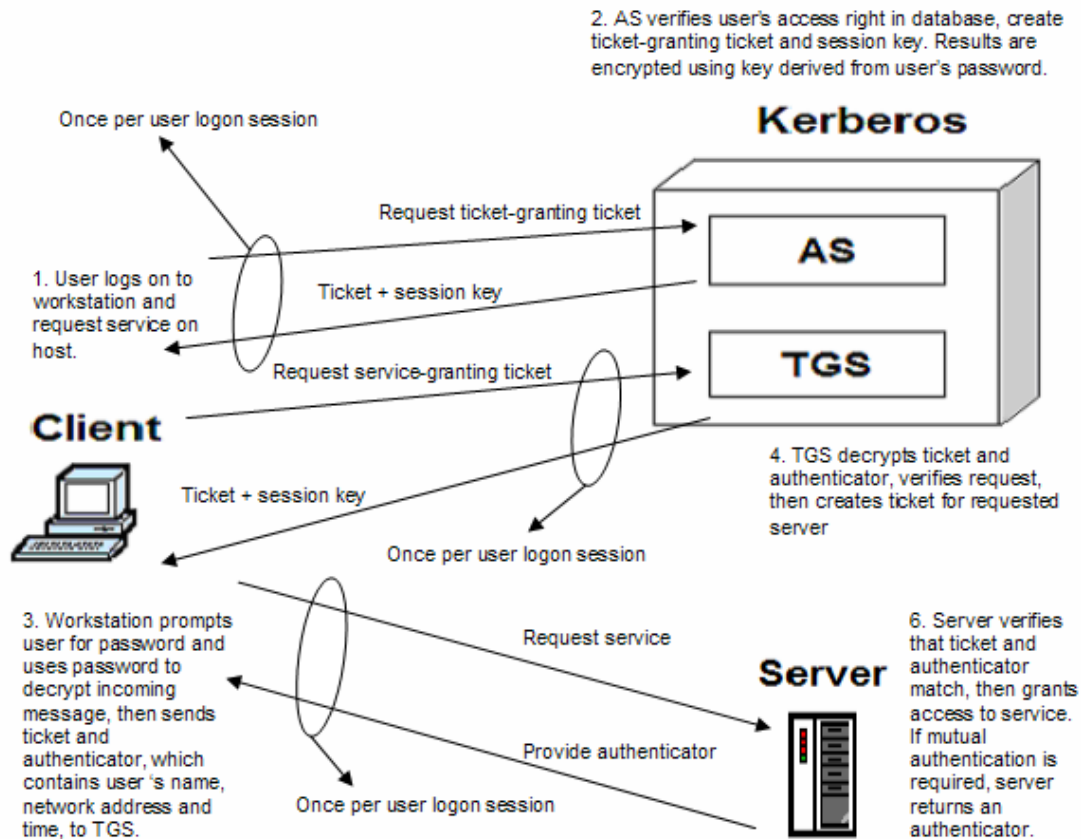 2. AS verifies user's access right in database, create
ticket-granting ticket and session key. Results are
encrypted using key derived from user's password.
Once per user logon session
Kerberos
Request ticket-granting ticket
AS
1. User logs on to
workstation and
request service on
host.
Ticket + session key
TGS
Request service-granting ticket
Client
4. TGS decrypts ticket and
authenticator, verifies request,
then creates ticket for requested
server
Ticket + session key
Once per user logon session
3. Workstation prompts
user for password and
uses password to
decrypt incoming
message, then sends
ticket and
authenticator, which
contains user 's name,
network address and
time, to TGS.
Request service
Server
6. Server verifies
that ticket and
authenticator
match, then grants
access to service.
If mutual
authentication is
required, server
returns an
authenticator.
Provide authenticator
Once per user logon session